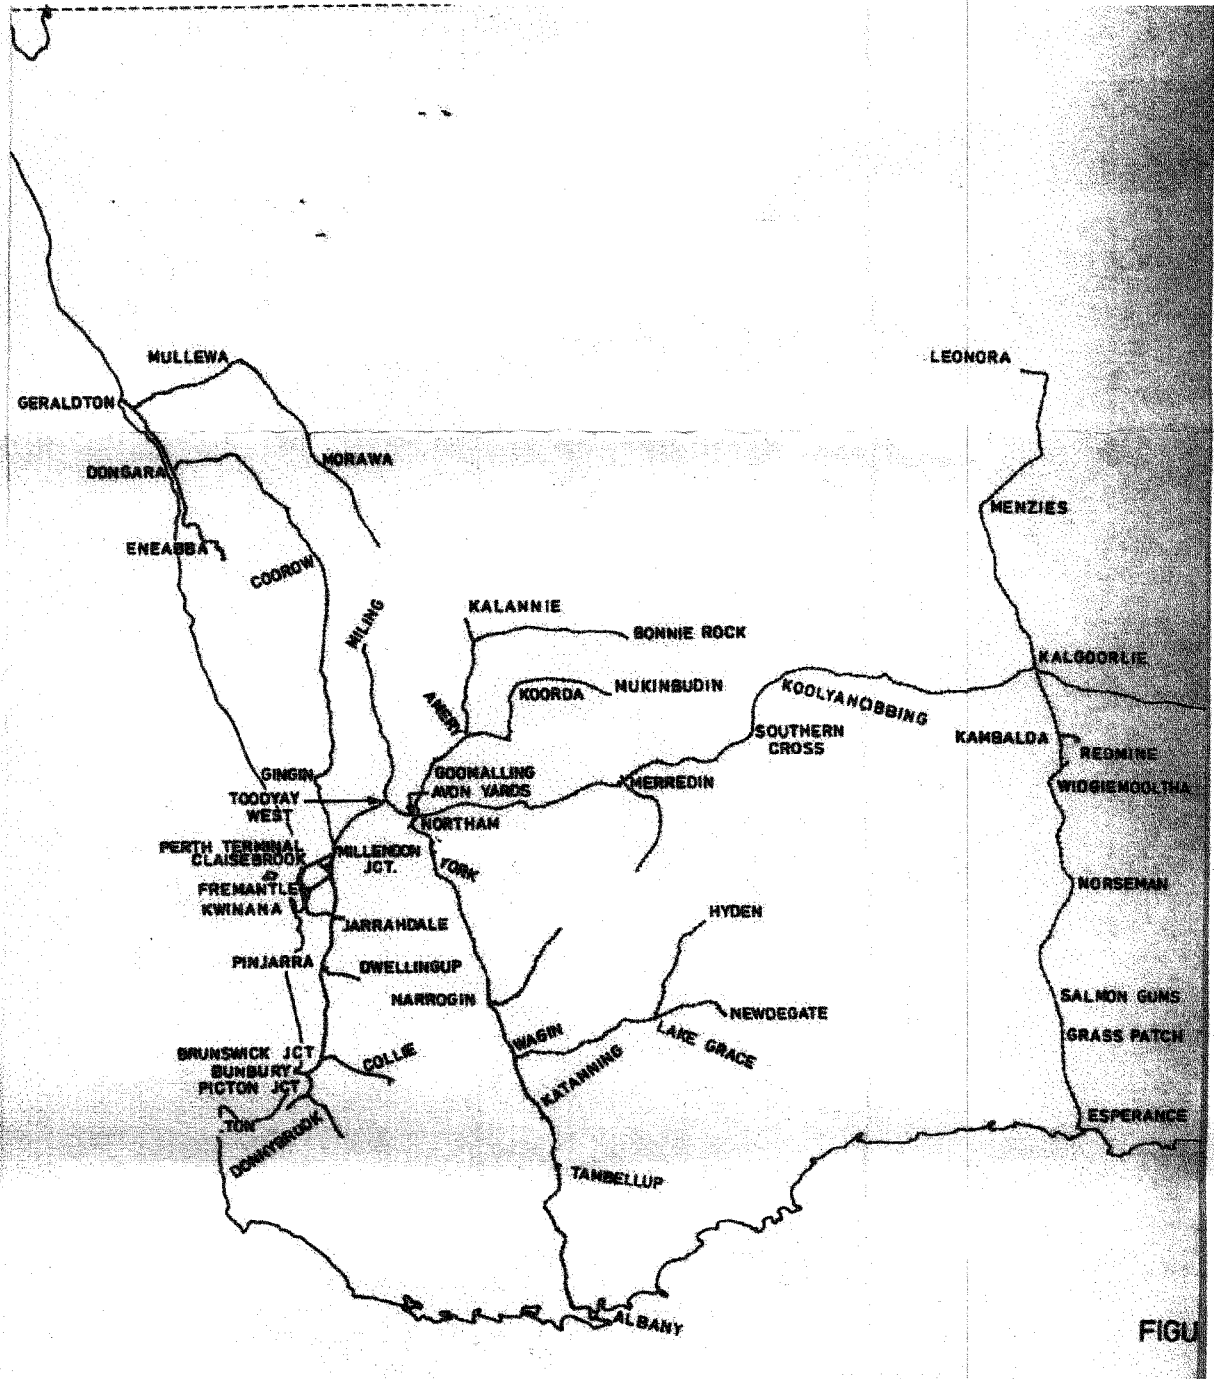 MULLEWA
LEONORA
GERALDTON
MORAWA
DONGARA
MENZIES
ENEABBA
COOROW
MILING
KALANNIE
BONNIE ROCK
KALGOORLIE
KOORDA
MUKINBUDIN
KOOLYANOBBING
AMERY
SOUTHERN
CROSS
KAMBALDA
REDMINE
GINGIN
GOOMALLING
AVON YARDS
MERREDIN
WIDGIEMOOLTHA
TOODYAY
WEST
NORTHAM
PERTH TERMINAL
CLAISEBROOK
MILLENDON
JCT.
YORK
FREMANTLE
KWINANA
NORSEMAN
JARRAHDALE
HYDEN
PINJARRA
DWELLINGUP
NARROGIN
SALMON GUMS
NEWDEGATE
WAGIN
LAKE GRACE
GRASS PATCH
BRUNSWICK JCT
BUNBURY
PICTON JCT
COLLIE
KATANNING
ESPERANCE
TON
DONNYBROOK
TAMBELLUP
ALBANY
FIGU